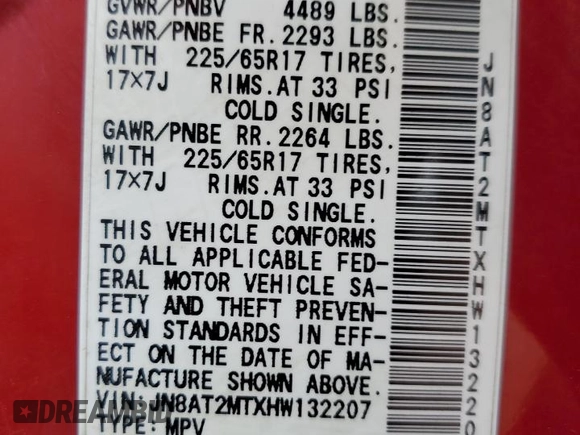 GVWR/PNBV 4489 LBS.
GAWR/PNBE FR. 2293 LBS.
WITH 225/65R17 TIRES,
17×7J RIMS.AT 33 PSI
COLD SINGLE.
GAWR/PNBE RR. 2264 LBS.
WITH 225/65R17 TIRES,
17×7J RIMS.AT 33 PSI
COLD SINGLE.
THIS VEHICLE CONFORMS
TO ALL APPLICABLE FED-
ERAL MOTOR VEHICLE SA-
FETY AND THEFT PREVEN-
TION STANDARDS IN EFF-
ECT ON THE DATE OF MA-
NUFACTURE SHOWN ABOVE.
VIN:JN8AT2MTXHW132207
TYPE: MPV
JN8AT2MTXHW132220
DREAMBID